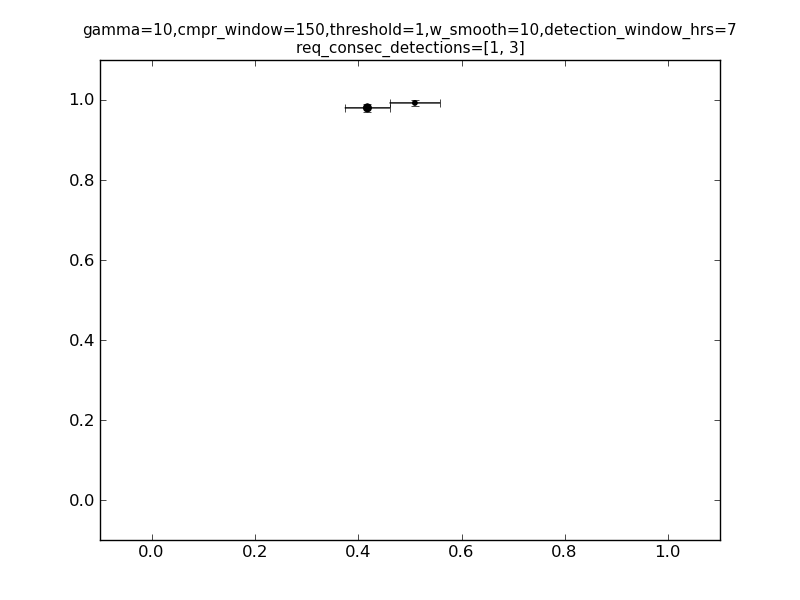 gamma=10,cmpr_window=150,threshold=1,w_smooth=10,detection_window_hrs=7
req_consec_detections=[1, 3]
1.0
0.8
0.6
0.4
0.2
0.0
0.0 0.2 0.4 0.6 0.8 1.0